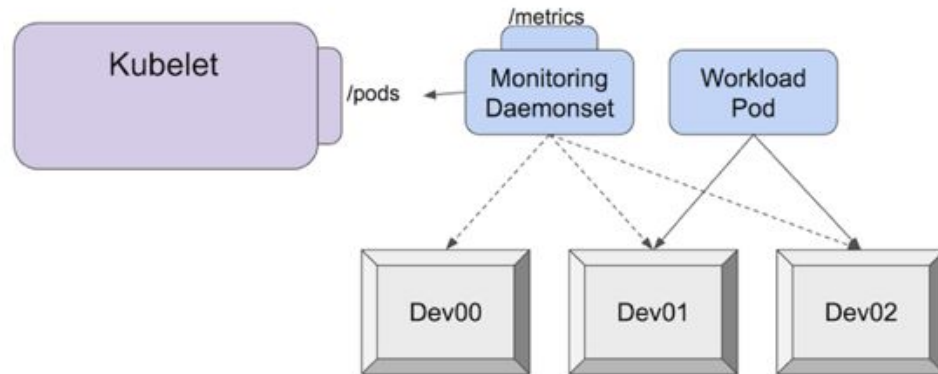 /metrics
Kubelet
/pods
Monitoring
Daemonset
Workload
Pod
Dev00
Dev01
Dev02